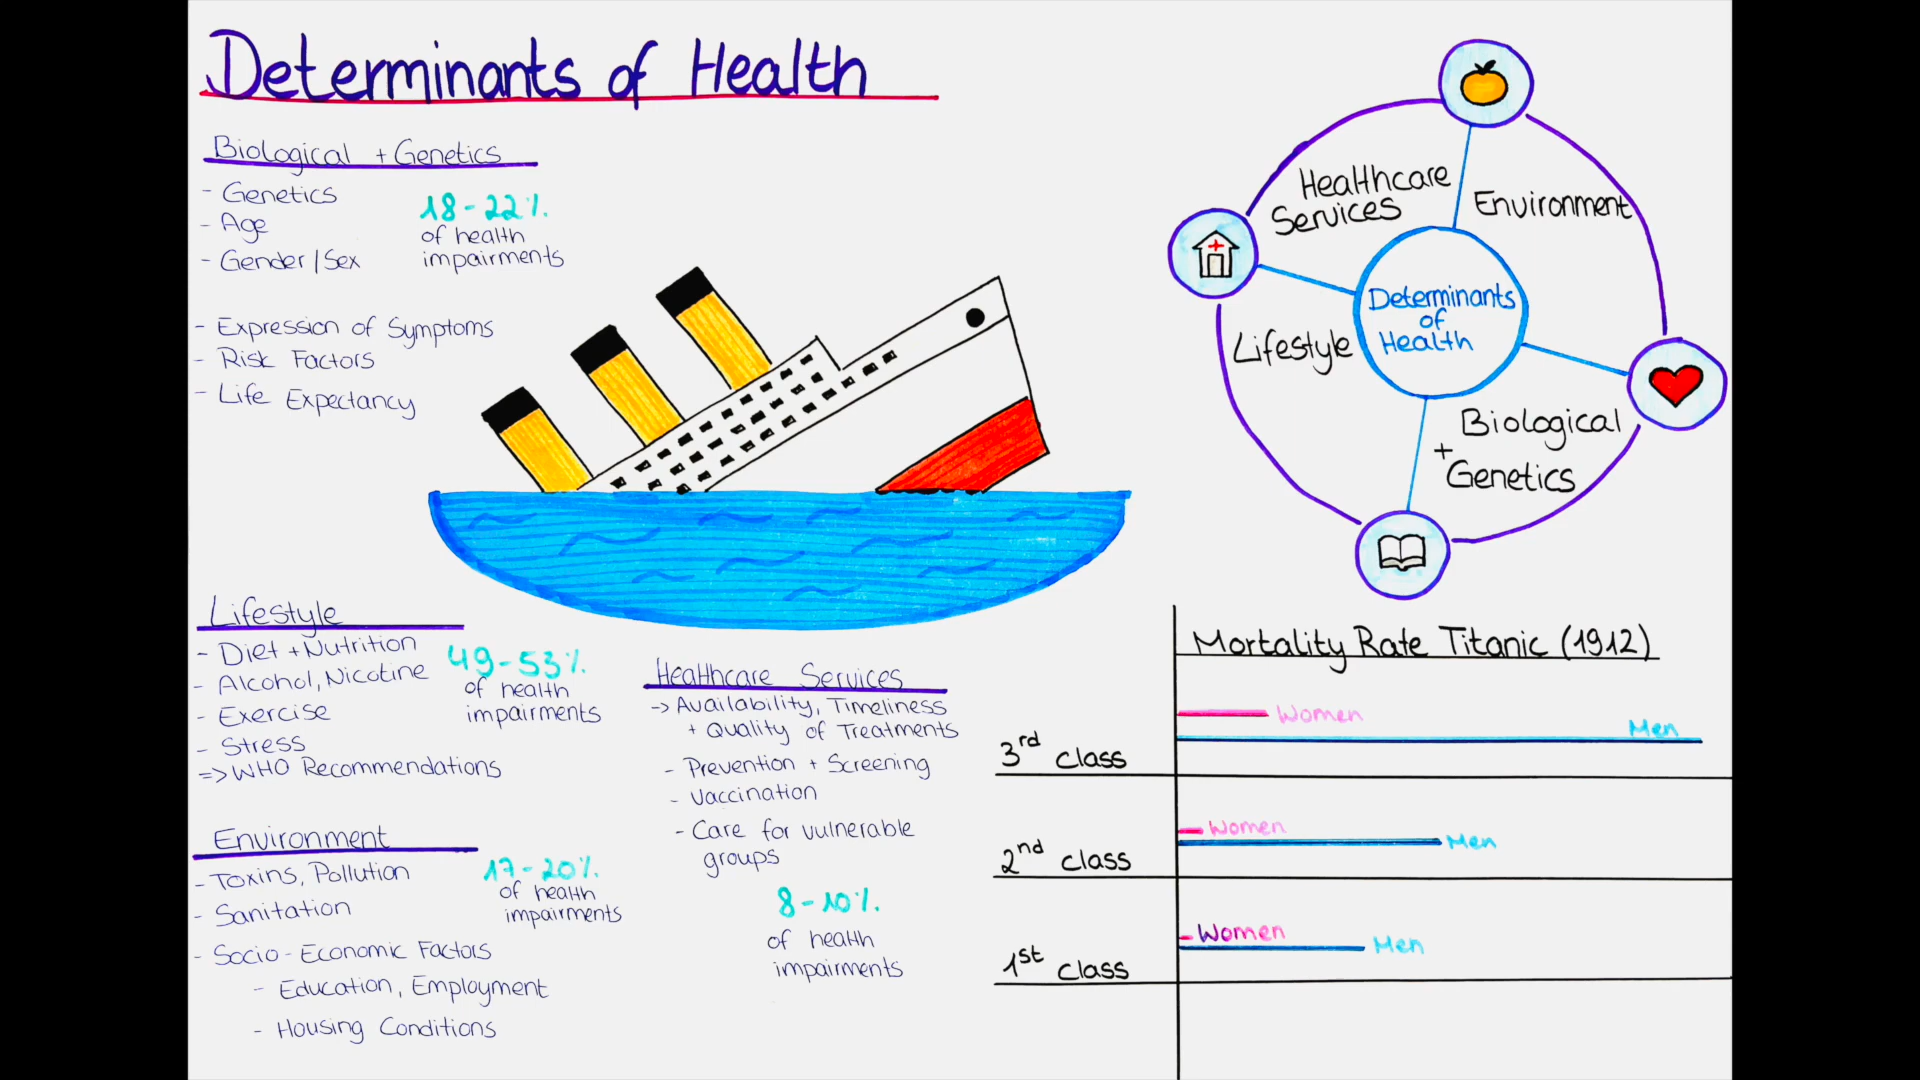 Determinants of Health
Biological + Genetics
- Genetics
- Age
- Gender/Sex
18-22%
of health
impairments
- Expression of Symptoms
- Risk Factors
- Life Expectancy
Lifestyle
- Diet + Nutrition
- Alcohol, Nicotine
- Exercise
- Stress
=> WHO Recommendations
49-53%
of health
impairments
Environment
- Toxins, Pollution
- Sanitation
- Socio-Economic Factors
- Education, Employment
- Housing Conditions
17-20%
of health
impairments
Healthcare Services
-> Availability, Timeliness
+ Quality of Treatments
- Prevention + Screening
- Vaccination
- Care for vulnerable
groups
8-10%
of health
impairments
Healthcare
Services
Environment
Determinants
of
Health
Lifestyle
Biological
+
Genetics
Mortality Rate Titanic (1912)
3rd class
Women
Men
2nd class
Women
Men
1st class
Women
Men